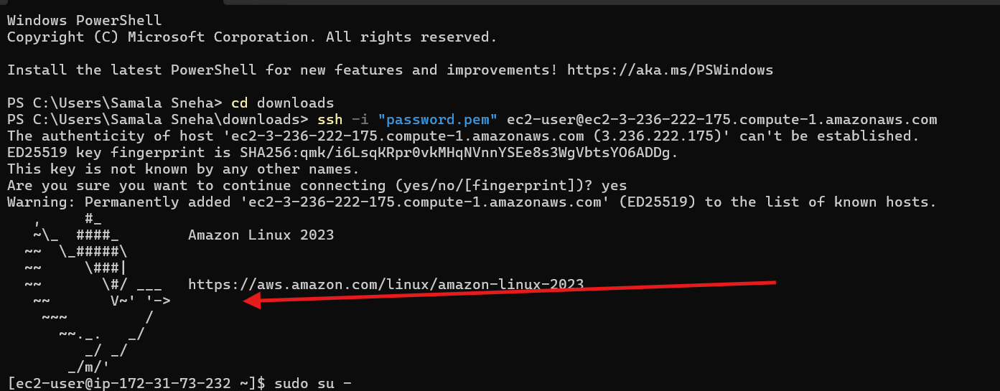 Windows PowerShell
Copyright (C) Microsoft Corporation. All rights reserved.
Install the latest PowerShell for new features and improvements! https://aka.ms/PSWindows
PS C:\Users\Samala Sneha> cd downloads
PS C:\Users\Samala Sneha\downloads> ssh -i "password.pem" ec2-user@ec2-3-236-222-175.compute-1.amazonaws.com
The authenticity of host 'ec2-3-236-222-175.compute-1.amazonaws.com (3.236.222.175)' can't be established.
ED25519 key fingerprint is SHA256:qmk/i6LsqKRpr0vkMHqNVnnYSEe8s3WgVbtsYO6ADDg.
This key is not known by any other names.
Are you sure you want to continue connecting (yes/no/[fingerprint])? yes
Warning: Permanently added 'ec2-3-236-222-175.compute-1.amazonaws.com' (ED25519) to the list of known hosts.
   ,     #_
   ~\_  ####_        Amazon Linux 2023
  ~~  \_#####\
  ~~     \###|
  ~~       \#/ ___   https://aws.amazon.com/linux/amazon-linux-2023
   ~~       V~' '->
    ~~~         /
      ~~._.   _/
         _/ _/
       _/m/'
[ec2-user@ip-172-31-73-232 ~]$ sudo su -